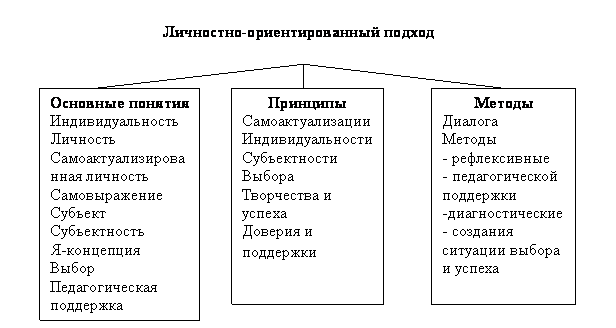 Личностно-ориентированный подход
Основные понятия
Индивидуальность
Личность
Самоактуализирова
нная личность
Самовыражение
Субъект
Субъектность
Я-концепция
Выбор
Педагогическая
поддержка
Принципы
Самоактуализации
Индивидуальности
Субъектности
Выбора
Творчества и
успеха
Доверия и
поддержки
Методы
Диалога
Методы
- рефлексивные
- педагогической
поддержки
-диагностические
- создания
ситуации выбора
и успеха